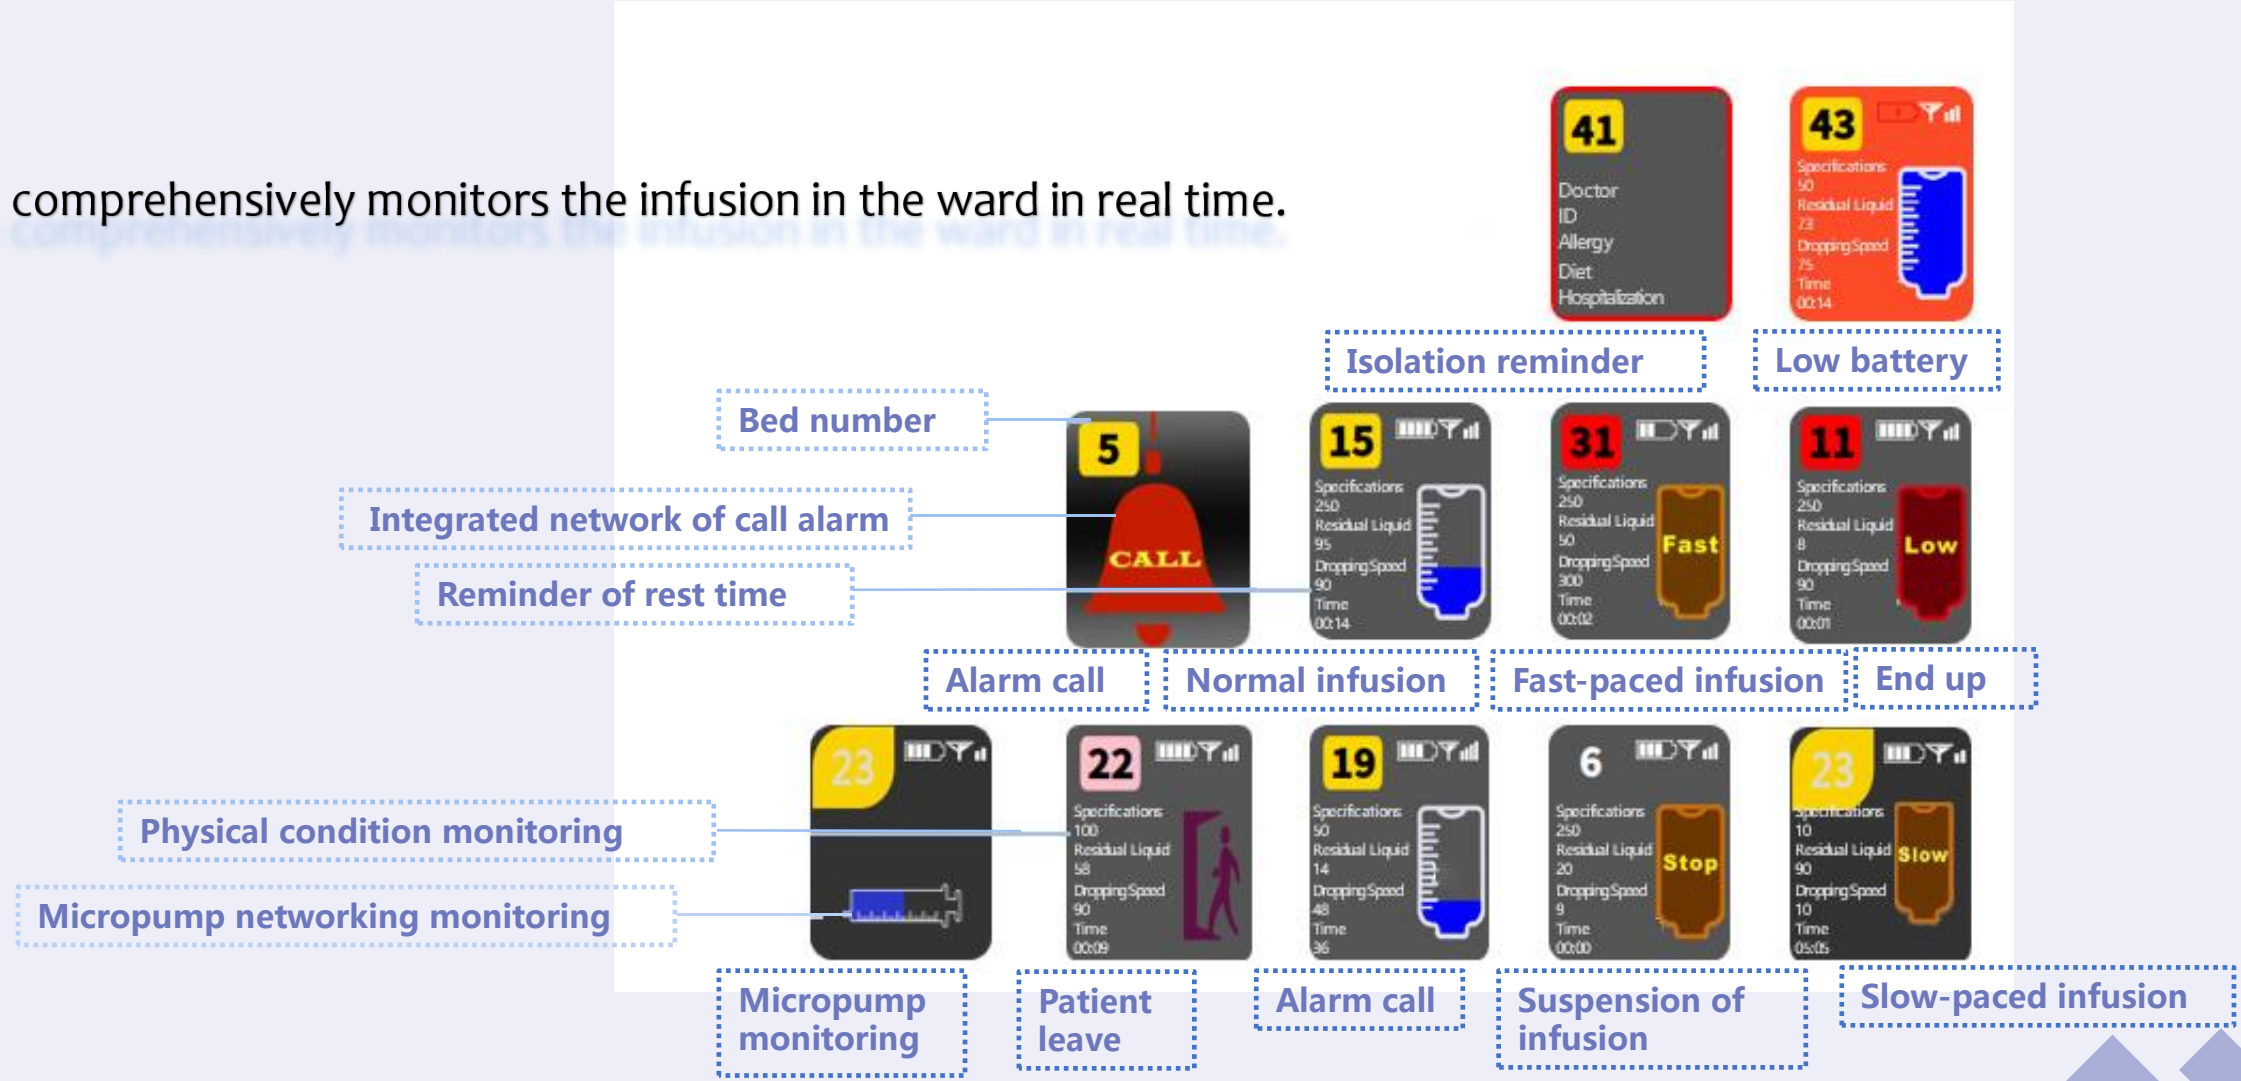 comprehensively monitors the infusion in the ward in real time.
41
Doctor
ID
Allergy
Diet
Hospitalization
43
Specifications
50
Residual Liquid
73
Dropping Speed
75
Time
00:14
Isolation reminder
Low battery
Bed number
Integrated network of call alarm
Reminder of rest time
5
CALL
15
Specifications
250
Residual Liquid
95
Dropping Speed
90
Time
00:14
31
Specifications
250
Residual Liquid
50
Dropping Speed
300
Time
00:02
Fast
11
Specifications
250
Residual Liquid
8
Dropping Speed
90
Time
00:01
Low
Alarm call
Normal infusion
Fast-paced infusion
End up
Physical condition monitoring
Micropump networking monitoring
23
22
Specifications
100
Residual Liquid
58
Dropping Speed
90
Time
00:09
19
Specifications
50
Residual Liquid
14
Dropping Speed
48
Time
36
6
Specifications
250
Residual Liquid
20
Dropping Speed
9
Time
00:00
Stop
23
Specifications
10
Residual Liquid
90
Dropping Speed
10
Time
05:05
Slow
Micropump
monitoring
Patient
leave
Alarm call
Suspension of
infusion
Slow-paced infusion